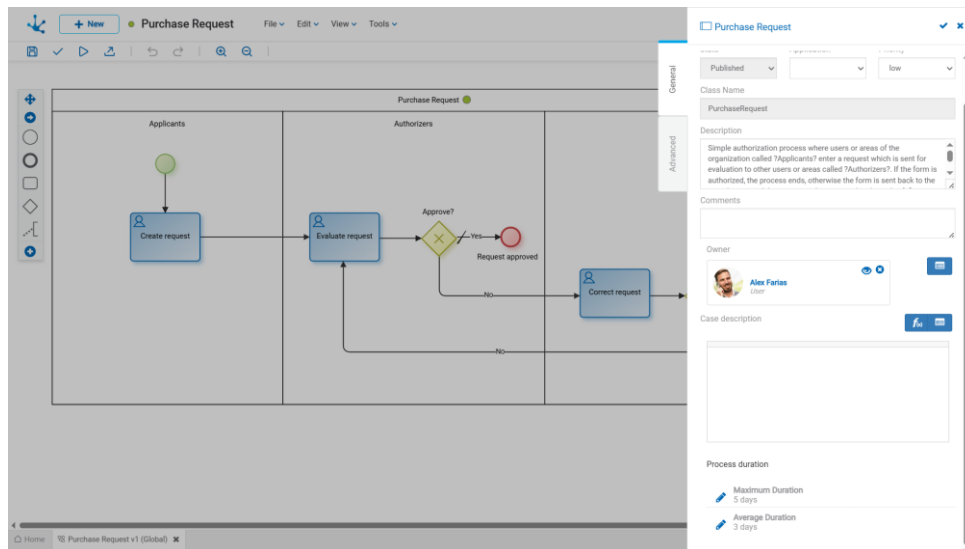 + New
Purchase Request
File
Edit
View
Tools
Purchase Request
Applicants
Authorizers
Create request
Evaluate request
Approve?
Yes
Request approved
No
Correct request
No
Home
Purchase Request v1 (Global)
General
Advanced
Purchase Request
Published
low
Class Name
PurchaseRequest
Description
Simple authorization process where users or areas of the
organization called ?Applicants? enter a request which is sent for
evaluation to other users or areas called ?Authorizers?. If the form is
authorized, the process ends, otherwise the form is sent back to the
Comments
Owner
Alex Farias
User
Case description
f(x)
Process duration
Maximum Duration
5 days
Average Duration
3 days